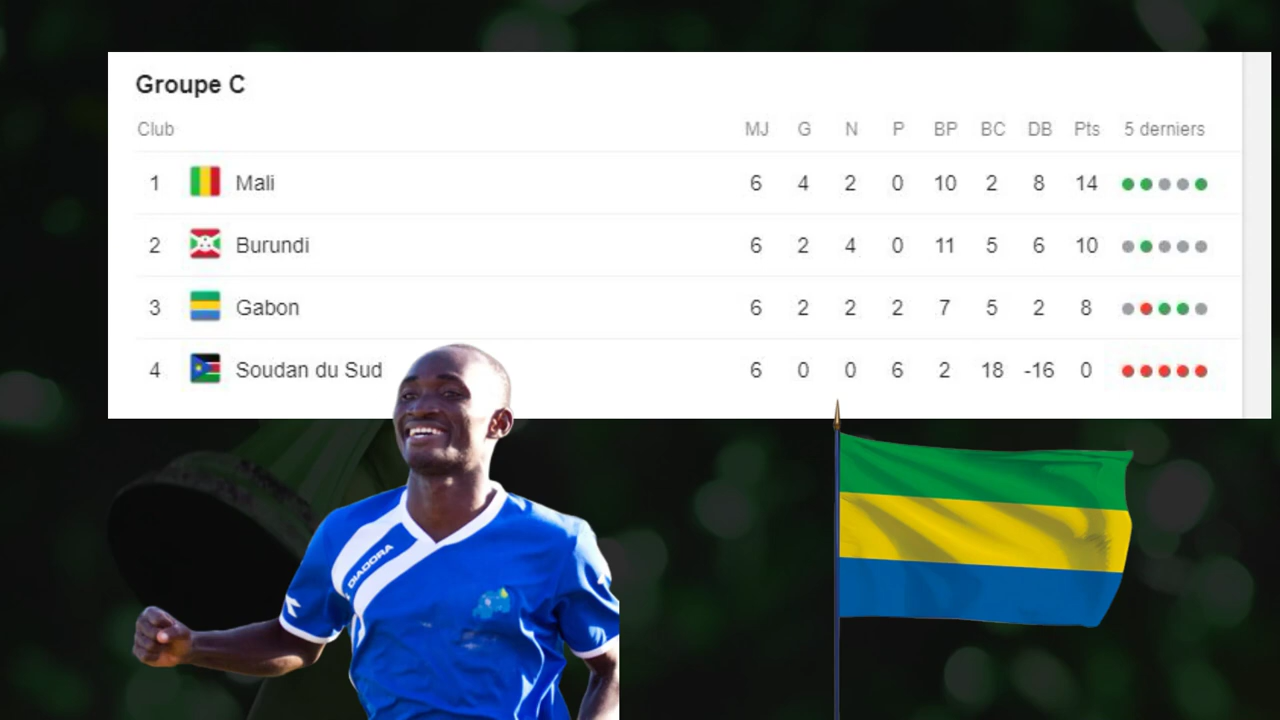 Groupe C
Club MJ G N P BP BC DB Pts 5 derniers
1 Mali 6 4 2 0 10 2 8 14
2 Burundi 6 2 4 0 11 5 6 10
3 Gabon 6 2 2 2 7 5 2 8
4 Soudan du Sud 6 0 0 6 2 18 -16 0
DIADORA